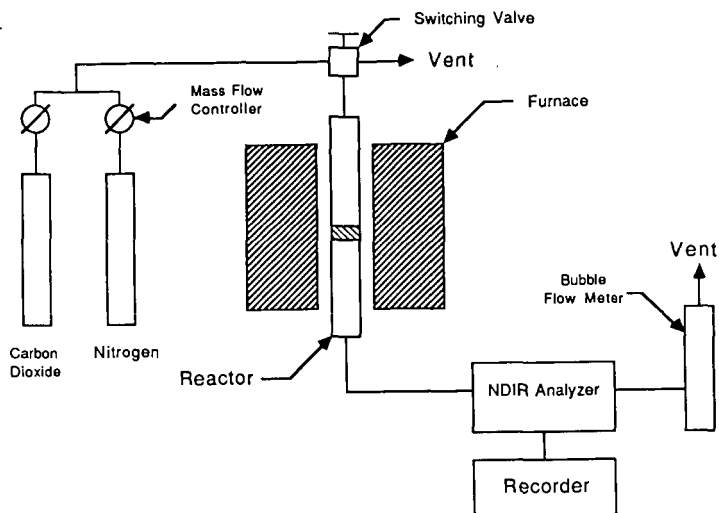 Switching Valve
Vent
Mass Flow
Controller
Furnace
Vent
Bubble
Flow Meter
Carbon
Dioxide
Nitrogen
Reactor
NDIR Analyzer
Recorder